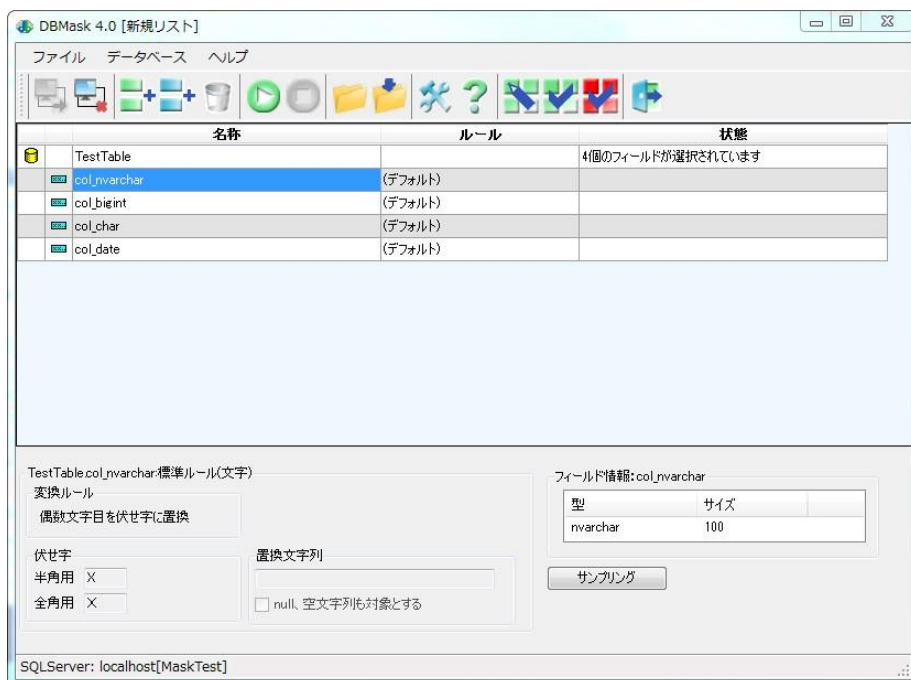 DBMask 4.0 [新規リスト]
ファイル データベース ヘルプ
名称 ルール 状態
TestTable 4個のフィールドが選択されています
col_nvarchar (デフォルト)
col_bigint (デフォルト)
col_char (デフォルト)
col_date (デフォルト)
TestTable.col_nvarchar:標準ルール(文字)
変換ルール
偶数文字目を伏せ字に置換
伏せ字
半角用 X
全角用 X
置換文字列
null、空文字列も対象とする
フィールド情報:col_nvarchar
型 サイズ
nvarchar 100
サンプリング
SQLServer: localhost[MaskTest]